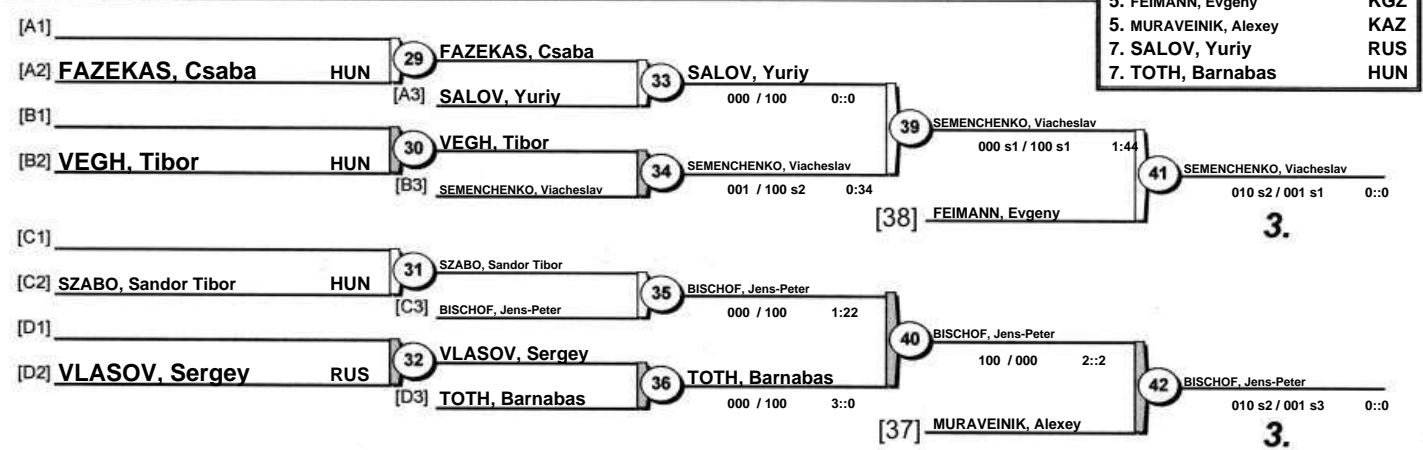 5. FEIMANN, Evgeny KGZ
5. MURAVEINIK, Alexey KAZ
7. SALOV, Yuriy RUS
7. TOTH, Barnabas HUN
[A1]
[A2] FAZEKAS, Csaba HUN
29
FAZEKAS, Csaba
[A3] SALOV, Yuriy
33
SALOV, Yuriy
000 / 100 0::0
[B1]
[B2] VEGH, Tibor HUN
30
VEGH, Tibor
[B3] SEMENCHENKO, Viacheslav
34
SEMENCHENKO, Viacheslav
001 / 100 s2 0:34
39
SEMENCHENKO, Viacheslav
000 s1 / 100 s1 1:44
[38] FEIMANN, Evgeny
41
SEMENCHENKO, Viacheslav
010 s2 / 001 s1 0::0
3.
[C1]
[C2] SZABO, Sandor Tibor HUN
31
SZABO, Sandor Tibor
[C3] BISCHOF, Jens-Peter
35
BISCHOF, Jens-Peter
000 / 100 1:22
[D1]
[D2] VLASOV, Sergey RUS
32
VLASOV, Sergey
[D3] TOTH, Barnabas
36
TOTH, Barnabas
000 / 100 3::0
40
BISCHOF, Jens-Peter
100 / 000 2::2
[37] MURAVEINIK, Alexey
42
BISCHOF, Jens-Peter
010 s2 / 001 s3 0::0
3.